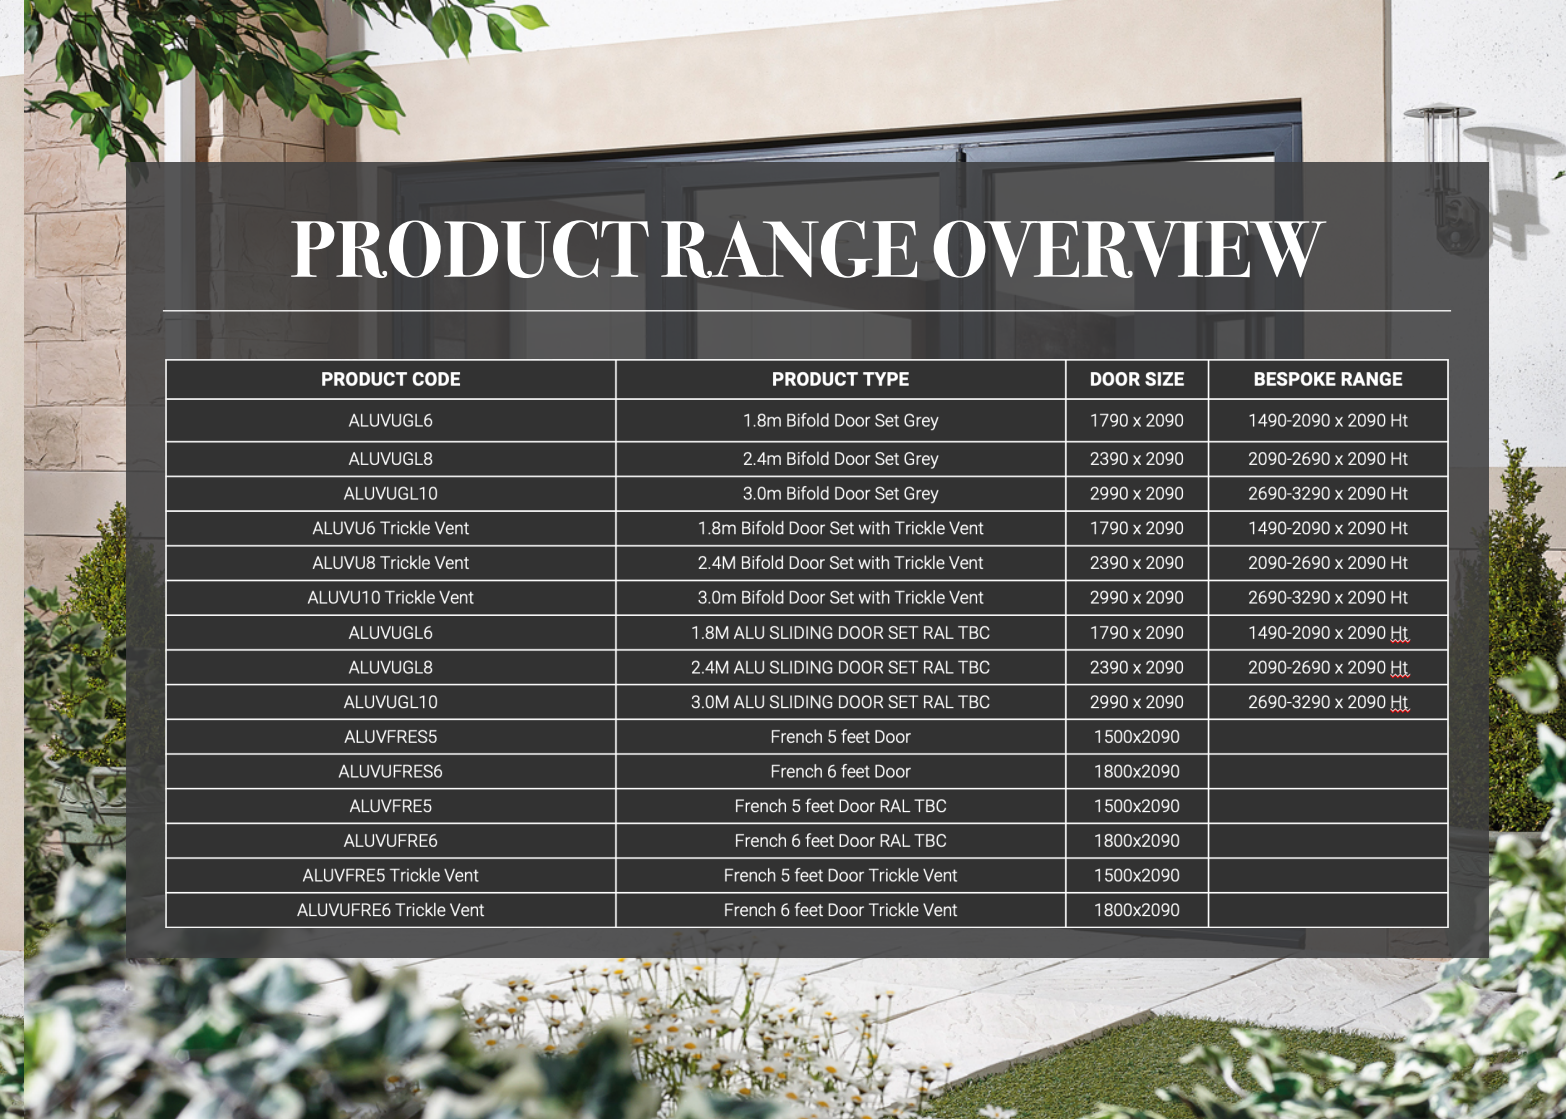 PRODUCT RANGE OVERVIEW
PRODUCT CODE PRODUCT TYPE DOOR SIZE BESPOKE RANGE
ALUVUGL6 1.8m Bifold Door Set Grey 1790 x 2090 1490-2090 x 2090 Ht
ALUVUGL8 2.4m Bifold Door Set Grey 2390 x 2090 2090-2690 x 2090 Ht
ALUVUGL10 3.0m Bifold Door Set Grey 2990 x 2090 2690-3290 x 2090 Ht
ALUVU6 Trickle Vent 1.8m Bifold Door Set with Trickle Vent 1790 x 2090 1490-2090 x 2090 Ht
ALUVU8 Trickle Vent 2.4M Bifold Door Set with Trickle Vent 2390 x 2090 2090-2690 x 2090 Ht
ALUVU10 Trickle Vent 3.0m Bifold Door Set with Trickle Vent 2990 x 2090 2690-3290 x 2090 Ht
ALUVUGL6 1.8M ALU SLIDING DOOR SET RAL TBC 1790 x 2090 1490-2090 x 2090 Ht
ALUVUGL8 2.4M ALU SLIDING DOOR SET RAL TBC 2390 x 2090 2090-2690 x 2090 Ht
ALUVUGL10 3.0M ALU SLIDING DOOR SET RAL TBC 2990 x 2090 2690-3290 x 2090 Ht
ALUVFRES5 French 5 feet Door 1500x2090
ALUVUFRES6 French 6 feet Door 1800x2090
ALUVFRE5 French 5 feet Door RAL TBC 1500x2090
ALUVUFRE6 French 6 feet Door RAL TBC 1800x2090
ALUVFRE5 Trickle Vent French 5 feet Door Trickle Vent 1500x2090
ALUVUFRE6 Trickle Vent French 6 feet Door Trickle Vent 1800x2090